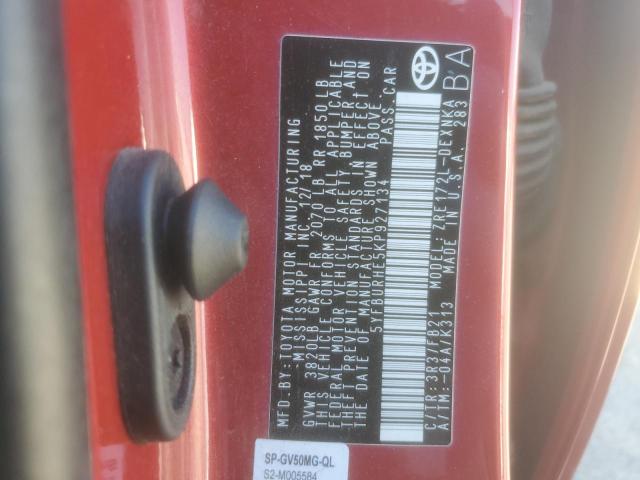 MFD.BY: TOYOTA MOTOR MANUFACTURING
MISSISSIPPI INC. 12/18
GVWR 3820LB GAWR FR 2070 LB RR 1850 LB
THIS VEHICLE CONFORMS TO ALL APPLICABLE
FEDERAL MOTOR VEHICLE SAFETY, BUMPER AND
THEFT PREVENTION STANDARDS IN EFFECT ON
THE DATE OF MANUFACTURE SHOWN ABOVE.
5YFBURHE5KP927134 PASS.CAR
C/TR: 3R3/FB21 MODEL: ZRE172L-DEXNKA
A/TM: -04A/K313 MADE IN U.S.A. 283
BA
SP-GV50MG-QL
S2-M005584